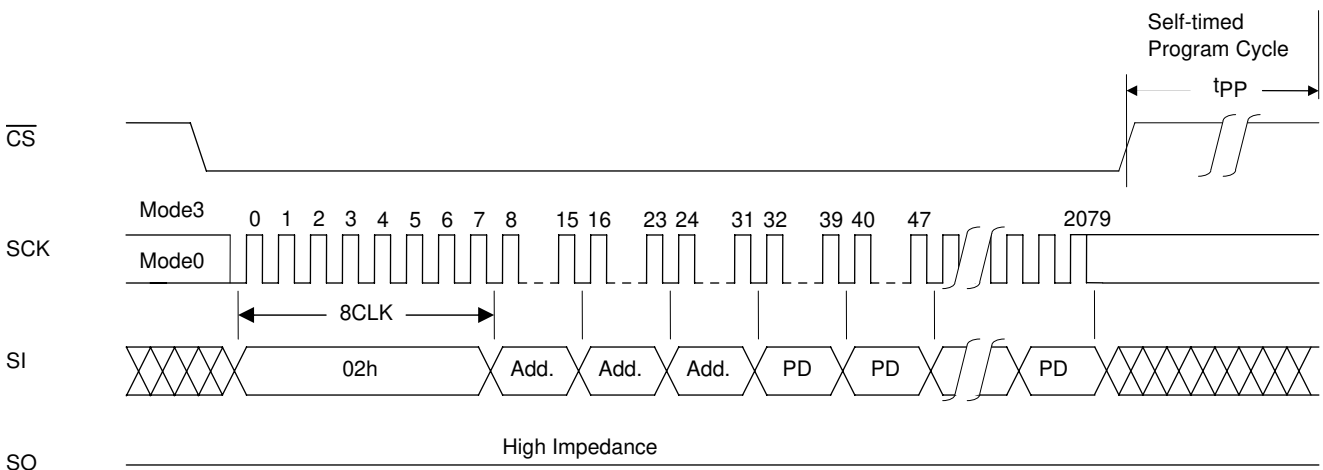 Self-timed
Program Cycle
tPP
CS
Mode3
0 1 2 3 4 5 6 7 8 15 16 23 24 31 32 39 40 47 2079
SCK
Mode0
8CLK
SI
02h Add. Add. Add. PD PD PD
High Impedance
SO